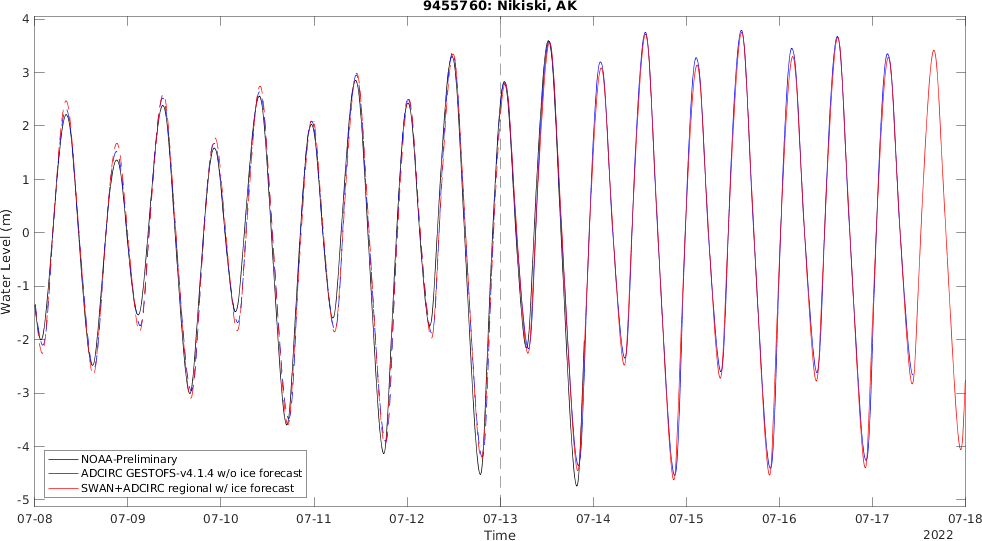 9455760: Nikiski, AK
4
3
2
1
0
-1
-2
-3
-4
-5
Water Level (m)
NOAA-Preliminary
ADCIRC GESTOFS-v4.1.4 w/o ice forecast
SWAN+ADCIRC regional w/ ice forecast
07-08 07-09 07-10 07-11 07-12 07-13 07-14 07-15 07-16 07-17 07-18
Time
2022